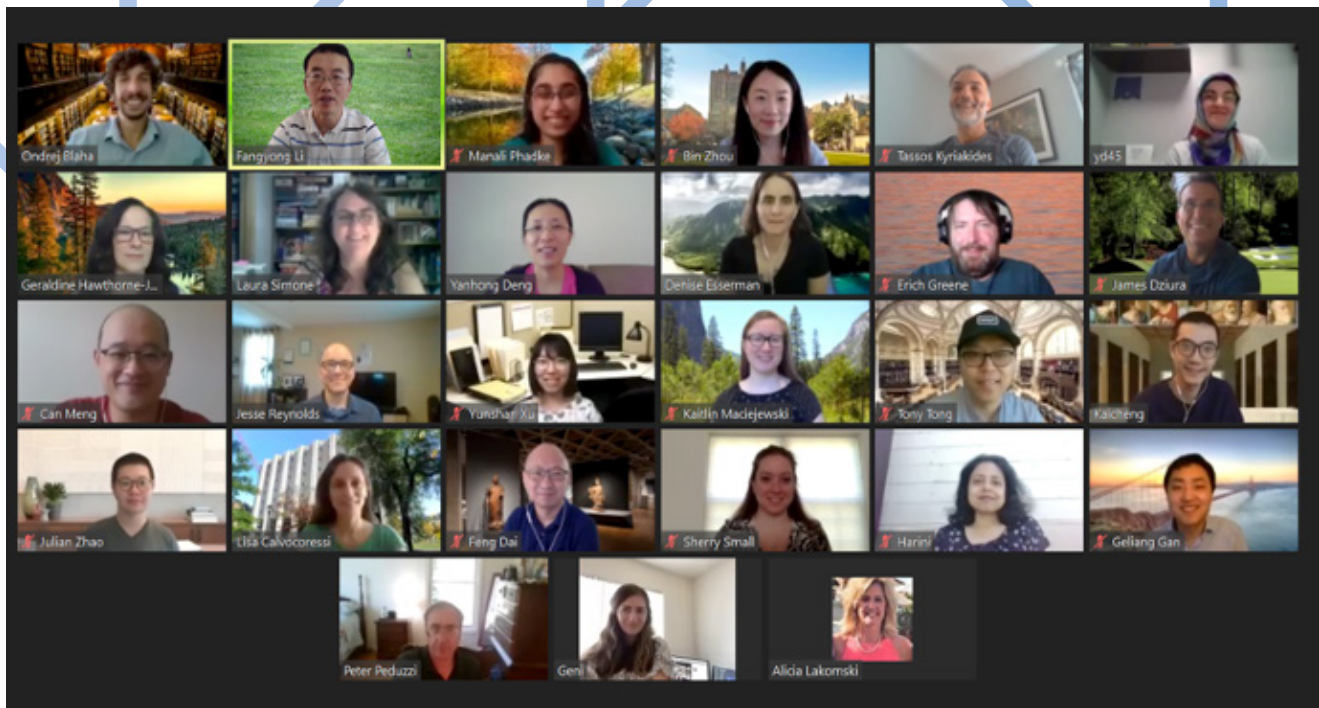 Ondrej Blaha
Fangyong Li
Manali Phadke
Bin Zhou
Tassos Kyriakides
yd45
Geraldine Hawthorne-J...
Laura Simone
Yanhong Deng
Denise Esserman
Erich Greene
James Dziura
Can Meng
Jesse Reynolds
Yunshan Xu
Kaitlin Maciejewski
Tony Tong
Kaicheng
Julian Zhao
Lisa Calvocoressi
Feng Dai
Sherry Small
Harini
Geliang Gan
Peter Peduzzi
Geni
Alicia Lakomski